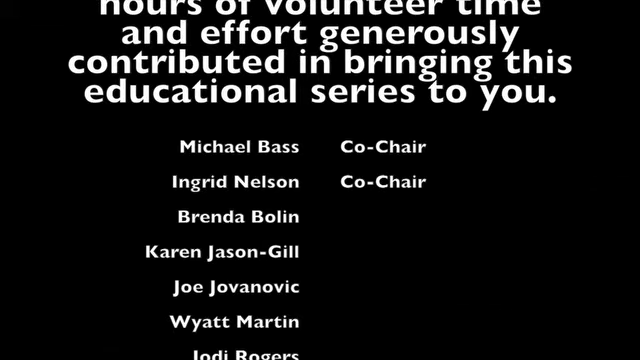 hours of volunteer time
and effort generously
contributed in bringing this
educational series to you.
Michael Bass Co-Chair
Ingrid Nelson Co-Chair
Brenda Bolin
Karen Jason-Gill
Joe Jovanovic
Wyatt Martin
Jodi Rogers